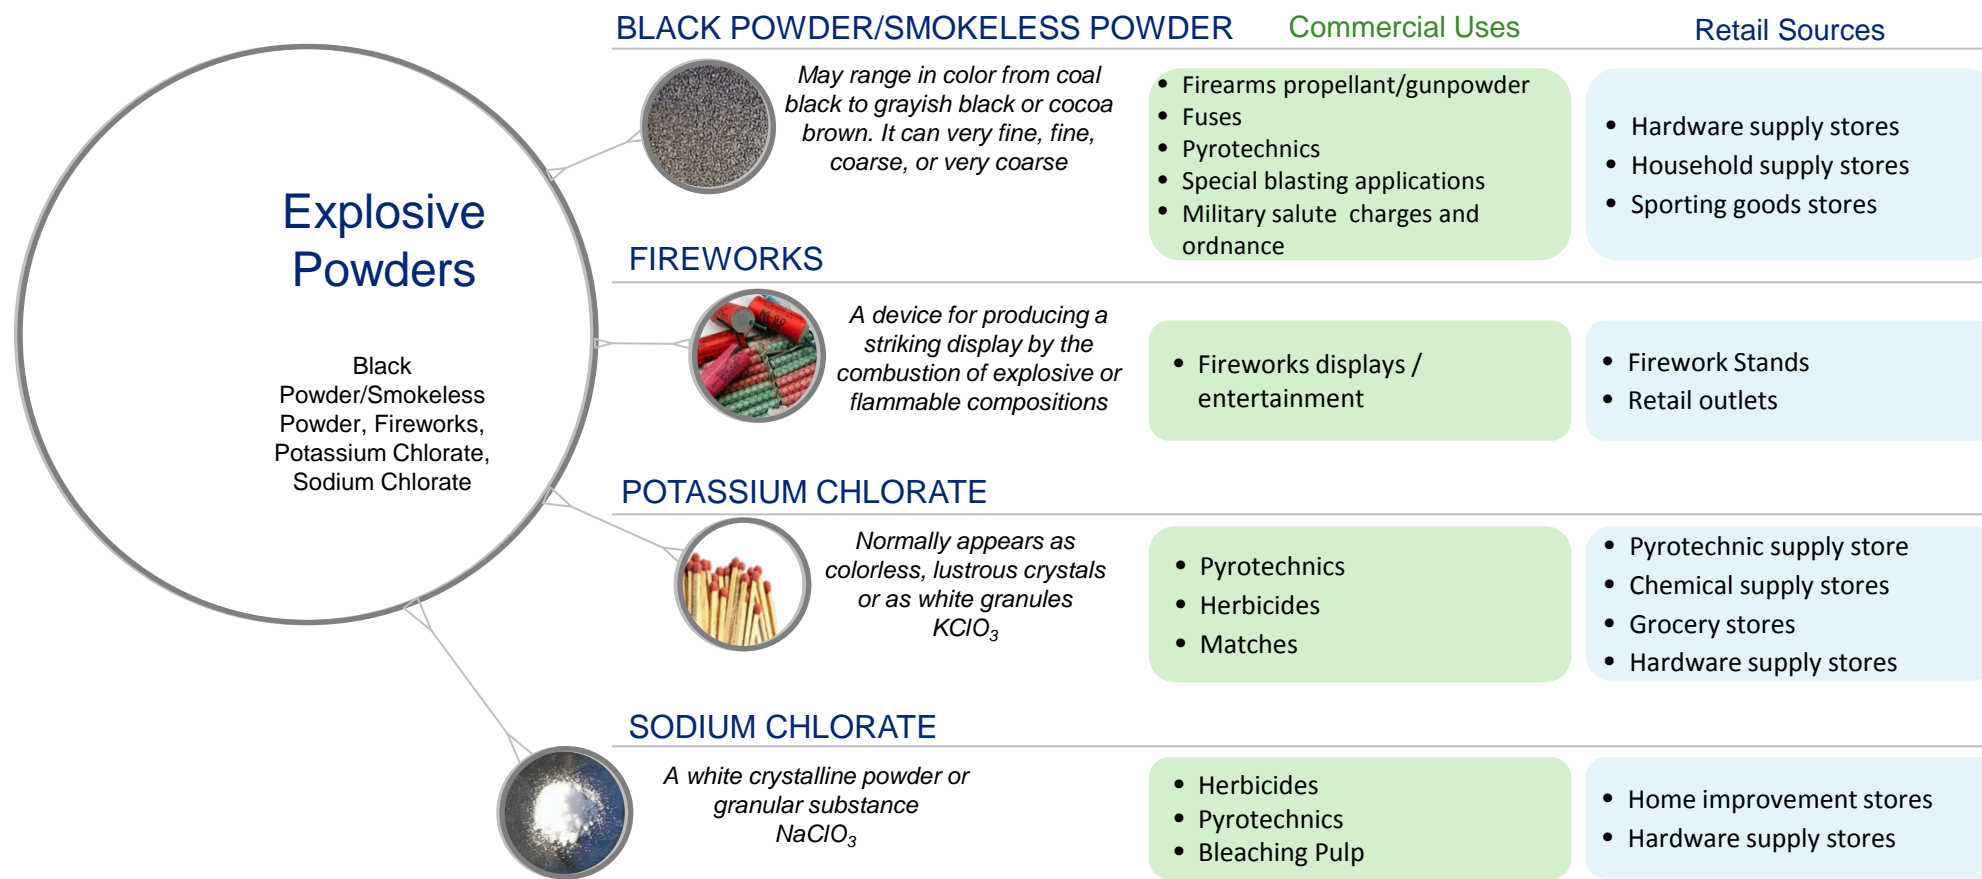 BLACK POWDER/SMOKELESS POWDER
Commercial Uses
Retail Sources
Explosive
Powders
Black
Powder/Smokeless
Powder, Fireworks,
Potassium Chlorate,
Sodium Chlorate
May range in color from coal
black to grayish black or cocoa
brown. It can very fine, fine,
coarse, or very coarse
• Firearms propellant/gunpowder
• Fuses
• Pyrotechnics
• Special blasting applications
• Military salute charges and
ordnance
• Hardware supply stores
• Household supply stores
• Sporting goods stores
FIREWORKS
M-80
A device for producing a
striking display by the
combustion of explosive or
flammable compositions
• Fireworks displays /
entertainment
• Firework Stands
• Retail outlets
POTASSIUM CHLORATE
Normally appears as
colorless, lustrous crystals
or as white granules
KClO₃
• Pyrotechnics
• Herbicides
• Matches
• Pyrotechnic supply store
• Chemical supply stores
• Grocery stores
• Hardware supply stores
SODIUM CHLORATE
A white crystalline powder or
granular substance
NaClO₃
• Herbicides
• Pyrotechnics
• Bleaching Pulp
• Home improvement stores
• Hardware supply stores